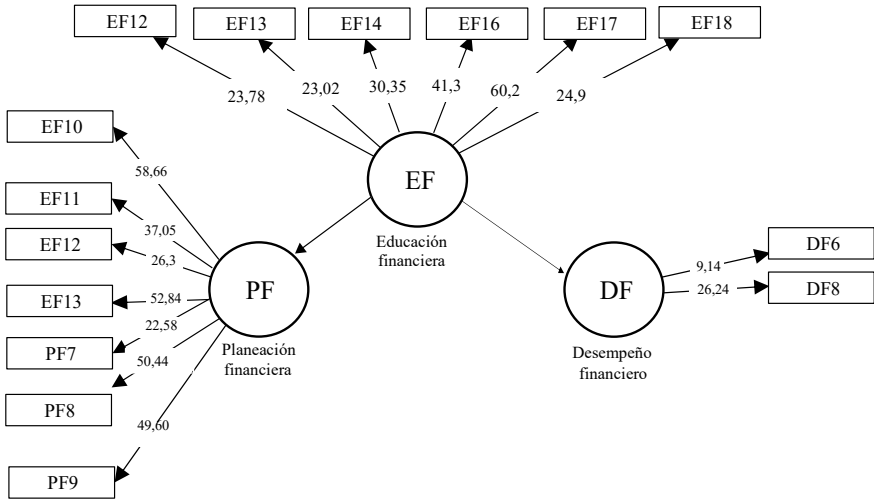 EF12
EF13
EF14
EF16
EF17
EF18
23,78
23,02
30,35
41,3
60,2
24,9
EF10
58,66
EF11
37,05
EF12
26,3
EF13
52,84
PF7
22,58
PF8
50,44
PF9
49,60
EF
Educación
financiera
PF
Planeación
financiera
DF
Desempeño
financiero
9,14
DF6
26,24
DF8